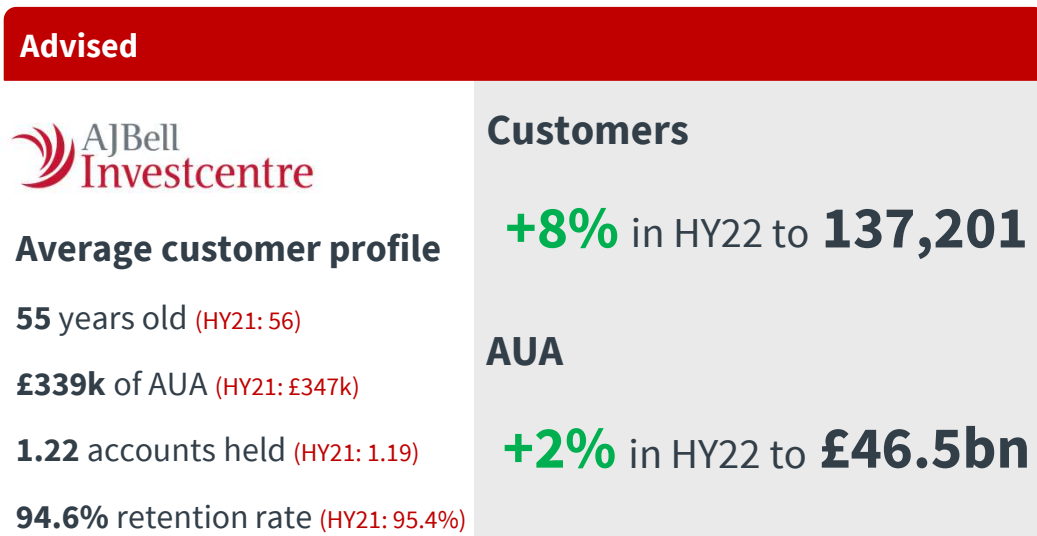 Advised
AJBell
Investcentre
Average customer profile
55 years old (HY21: 56)
£339k of AUA (HY21: £347k)
1.22 accounts held (HY21: 1.19)
94.6% retention rate (HY21: 95.4%)
Customers
+8% in HY22 to 137,201
AUA
+2% in HY22 to £46.5bn